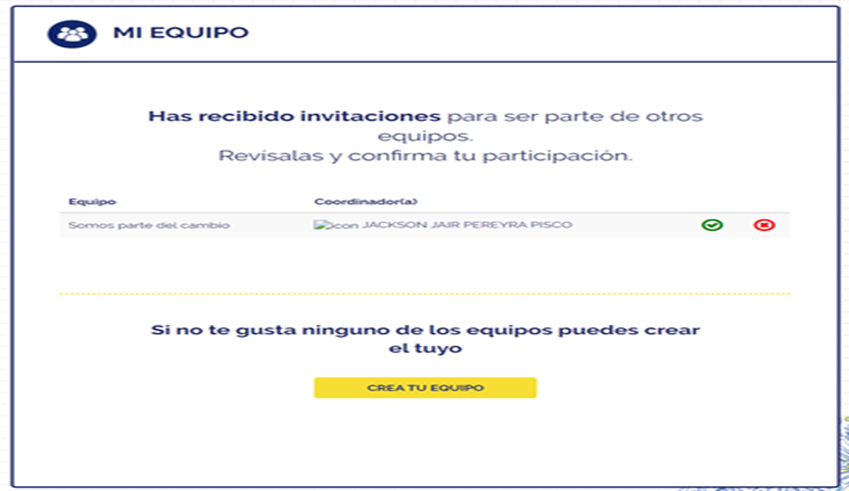 MI EQUIPO
Has recibido invitaciones para ser parte de otros
equipos.
Revísalas y confirma tu participación.
Equipo Coordinador(a)
Somos parte del cambio icon JACKSON JAIR PEREYRA PISCO
Si no te gusta ninguno de los equipos puedes crear
el tuyo
CREA TU EQUIPO